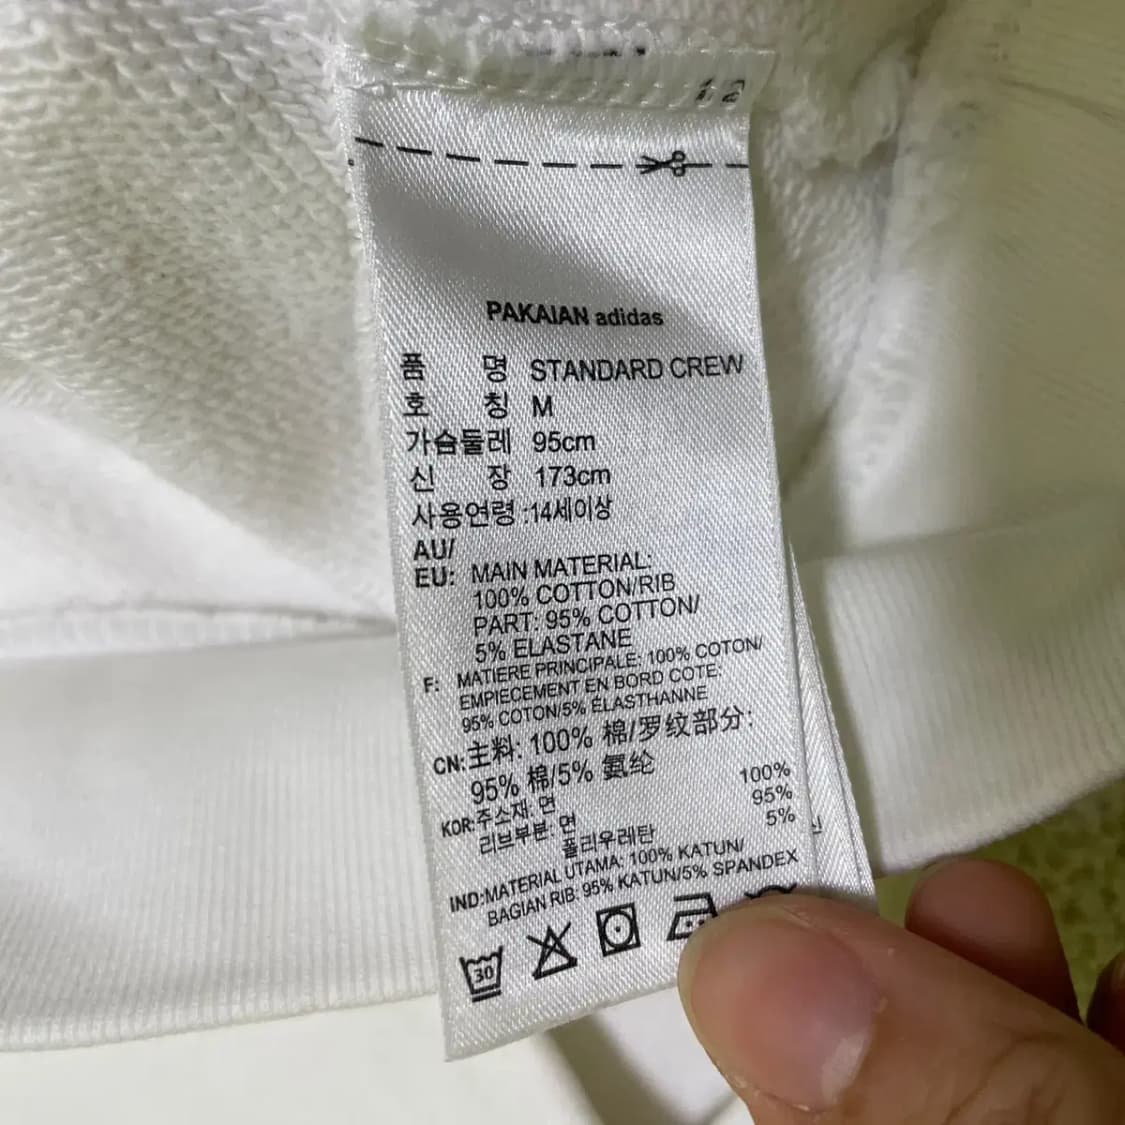 PAKAIAN adidas
품 명 STANDARD CREW
호 칭 M
가슴둘레 95cm
신 장 173cm
사용연령 :14세이상
AU/
EU: MAIN MATERIAL:
100% COTTON/RIB
PART: 95% COTTON/
5% ELASTANE
F: MATIERE PRINCIPALE: 100% COTON/
EMPIECEMENT EN BORD COTE:
95% COTON/5% ELASTHANNE
CN: 主料: 100% 棉/罗纹部分:
95% 棉/5% 氨纶
KOR: 주소재: 면 100%
리브부분: 면 95%
폴리우레탄 5%
IND: MATERIAL UTAMA: 100% KATUN/
BAGIAN RIB: 95% KATUN/5% SPANDEX
30